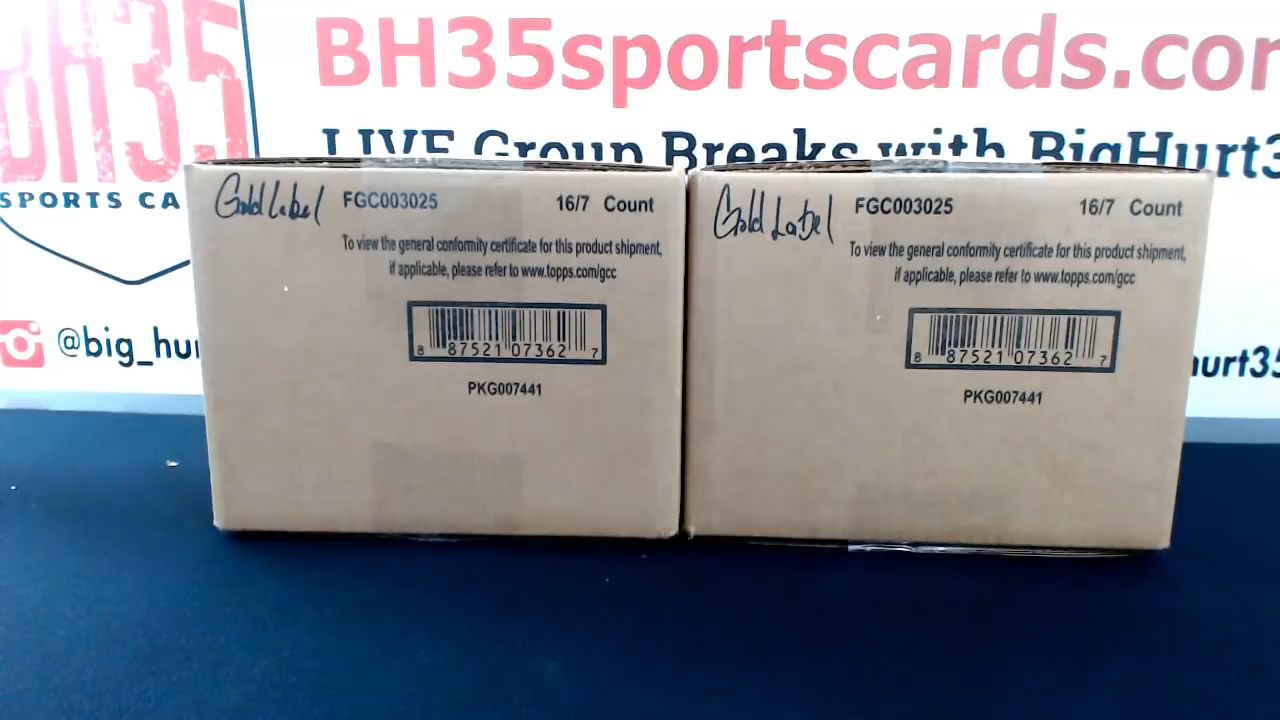 BH35
SPORTS CA
BH35sportscards.cor
LIVE Group Breaks with BigHurt3
@big_hu
hurt35
Gold Label FGC003025 16/7 Count
To view the general conformity certificate for this product shipment,
if applicable, please refer to www.topps.com/gcc
8 87521 07362 7
PKG007441
Gold Label FGC003025 16/7 Count
To view the general conformity certificate for this product shipment,
if applicable, please refer to www.topps.com/gcc
8 87521 07362 7
PKG007441